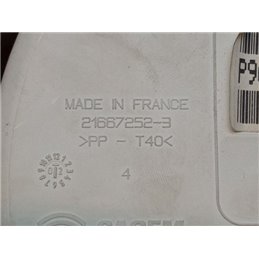 MADE IN FRANCE
21667252-3
>PP - T40<
4